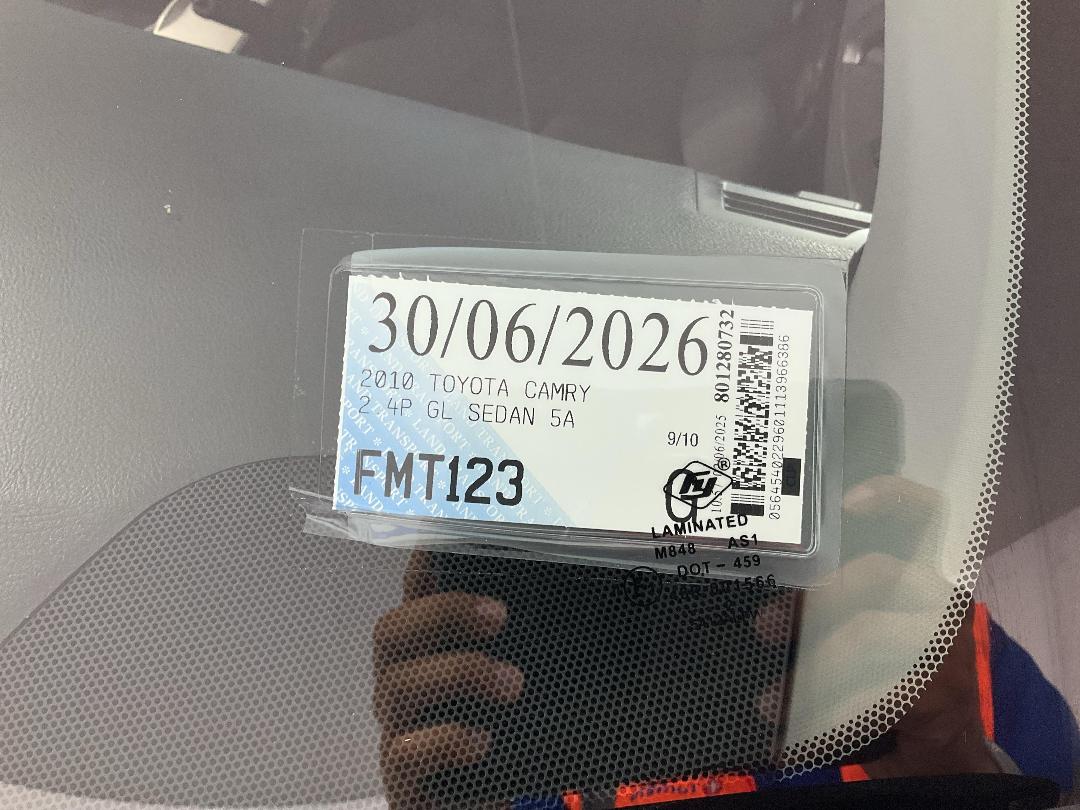 30/06/2026
2010 TOYOTA CAMRY
2.4P GL SEDAN 5A
9/10
FMT123
801280732
0564540229601113966386
LAMINATED
M848 AS1
DOT - 459